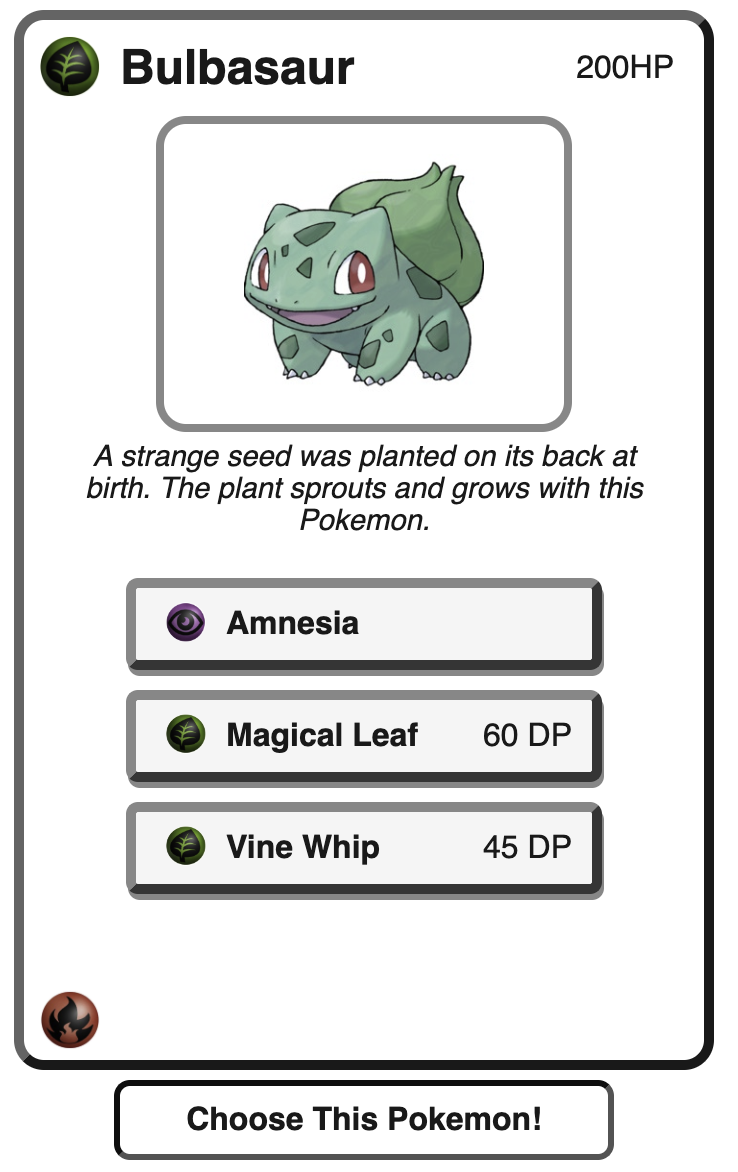 Bulbasaur
200HP
A strange seed was planted on its back at
birth. The plant sprouts and grows with this
Pokemon.
Amnesia
Magical Leaf 60 DP
Vine Whip 45 DP
Choose This Pokemon!